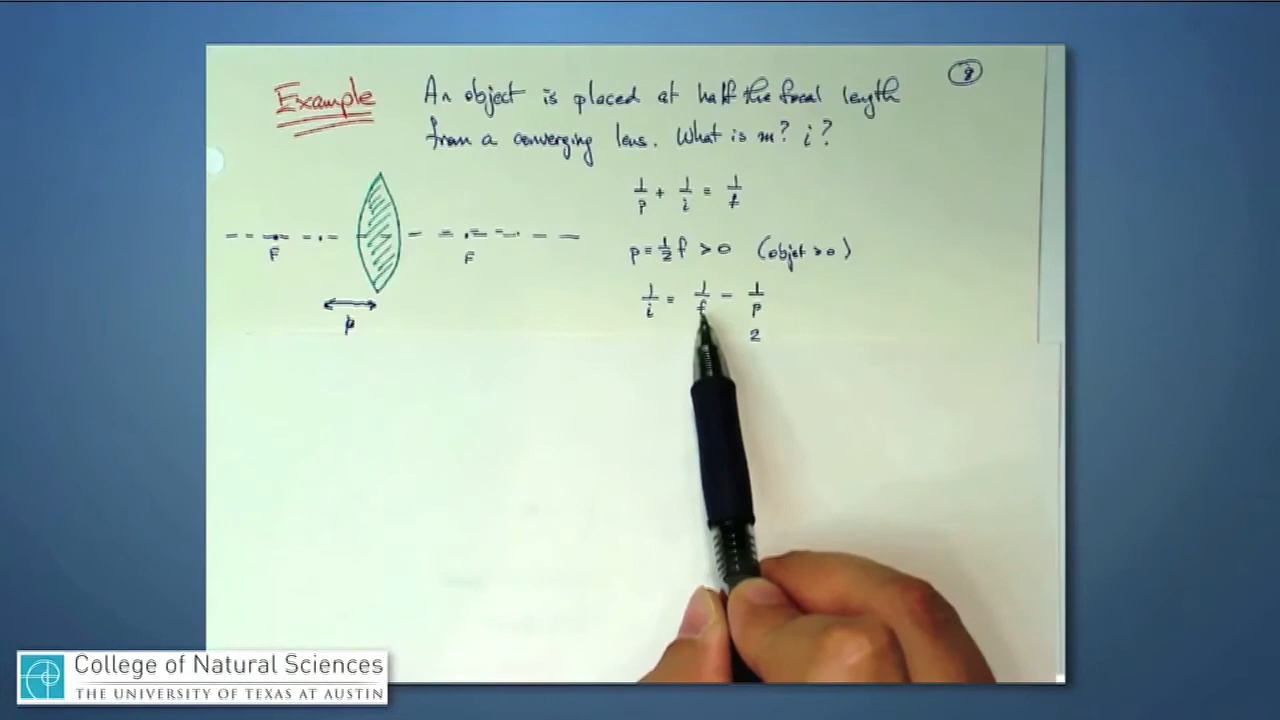 8
Example An object is placed at half the focal length
from a converging lens. What is m? i?
1/p + 1/i = 1/f
F F
p = 1/2 f > 0 (objet > 0)
1/i = 1/f - 1/p
2
p
College of Natural Sciences
THE UNIVERSITY OF TEXAS AT AUSTIN